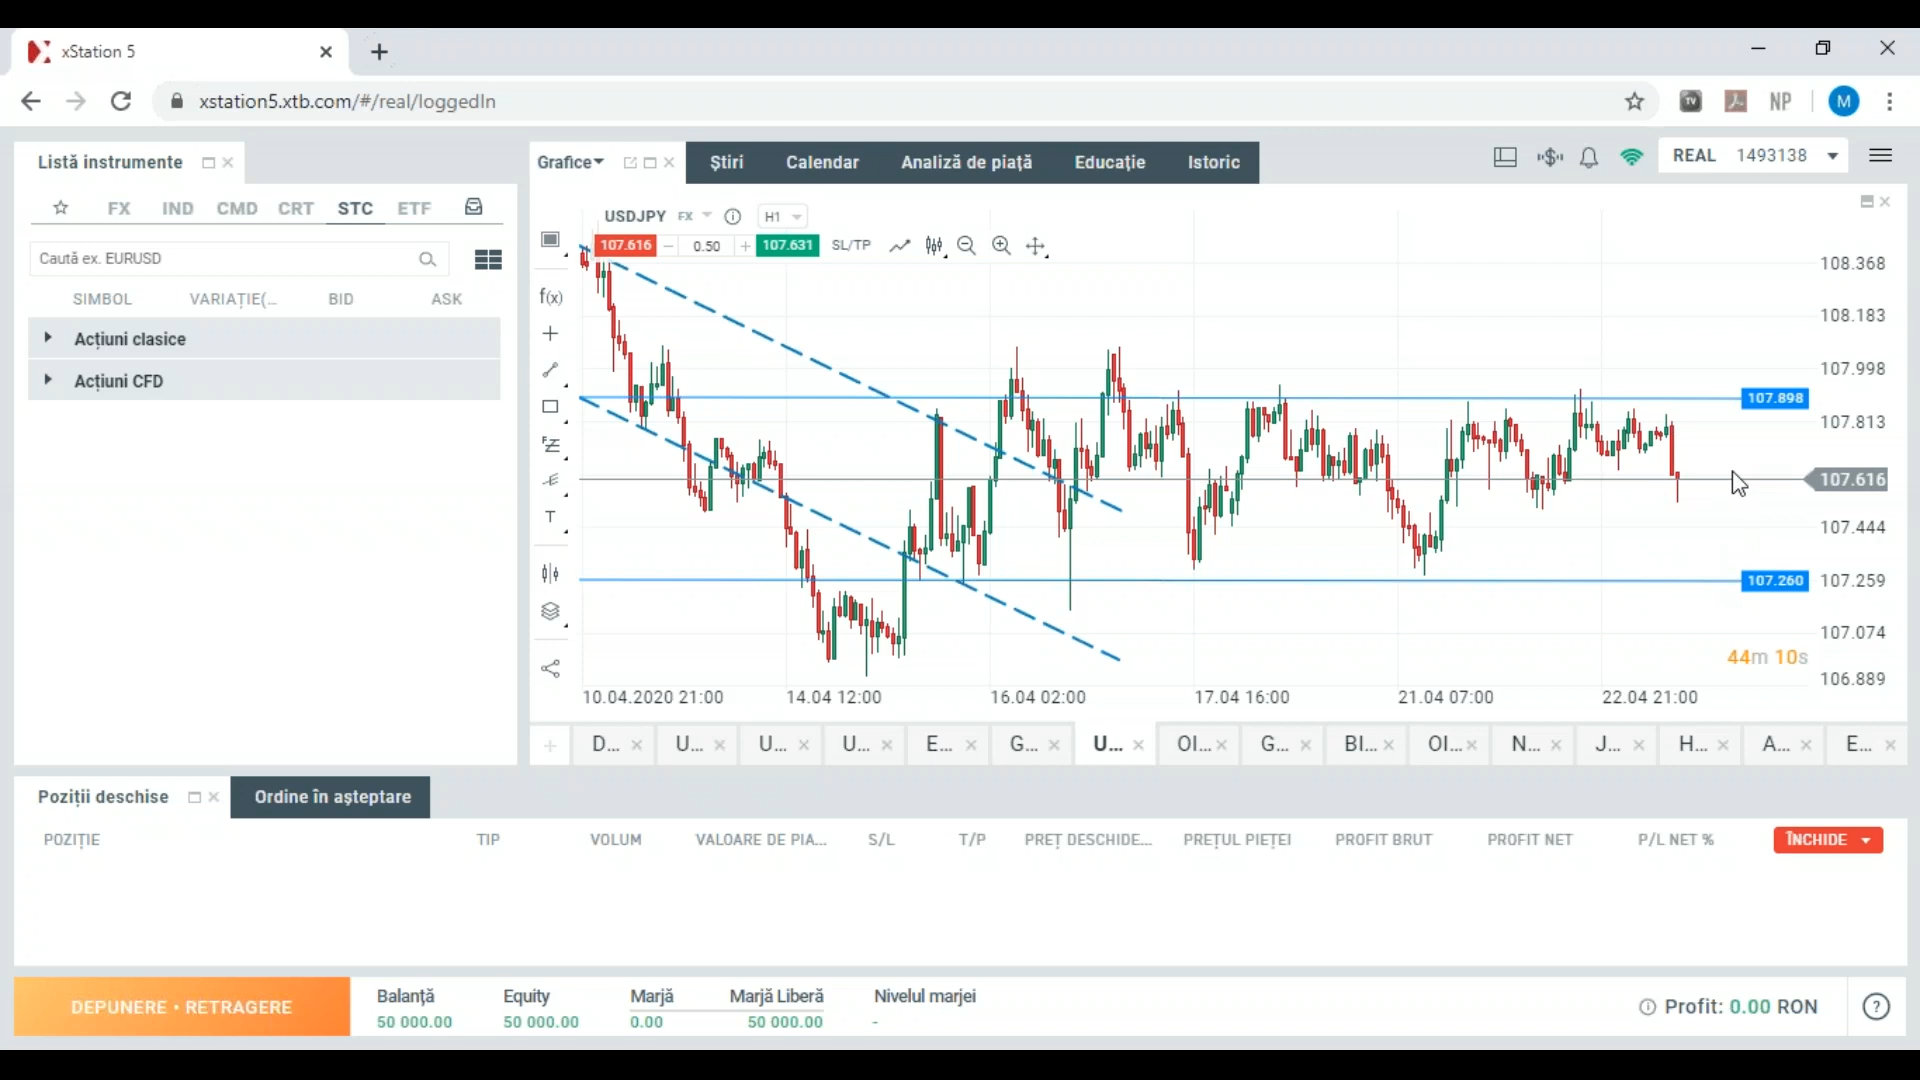 xStation 5
xstation5.xtb.com/#/real/loggedIn
NP
M
Listă instrumente
Grafice
Știri
Calendar
Analiză de piață
Educație
Istoric
REAL 1493138
FX IND CMD CRT STC ETF
Caută ex. EURUSD
SIMBOL VARIAȚIE(... BID ASK
Acțiuni clasice
Acțiuni CFD
USDJPY FX H1
107.616 0.50 107.631 SL/TP
f(x)
T
108.368
108.183
107.998
107.898
107.813
107.616
107.444
107.260 107.259
107.074
44m 10s
106.889
10.04.2020 21:00 14.04 12:00 16.04 02:00 17.04 16:00 21.04 07:00 22.04 21:00
D... U... U... U... E... G... U... OI... G... BI... OI... N... J... H... A... E...
Poziții deschise
Ordine în așteptare
POZIȚIE TIP VOLUM VALOARE DE PIA... S/L T/P PREȚ DESCHIDE... PREȚUL PIEȚEI PROFIT BRUT PROFIT NET P/L NET % ÎNCHIDE
DEPUNERE • RETRAGERE
Balanță Equity Marjă Marjă Liberă Nivelul marjei
50 000.00 50 000.00 0.00 50 000.00 -
Profit: 0.00 RON
?